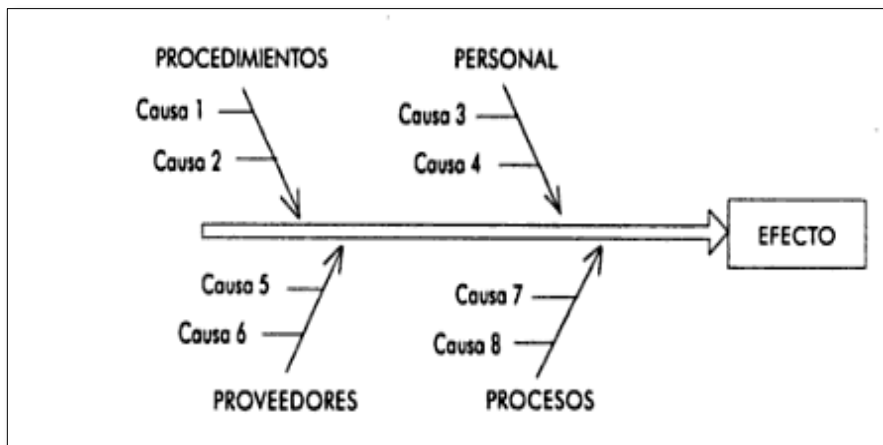 PROCEDIMIENTOS
PERSONAL
Causa 1
Causa 3
Causa 2
Causa 4
EFECTO
Causa 5
Causa 7
Causa 6
Causa 8
PROVEEDORES
PROCESOS